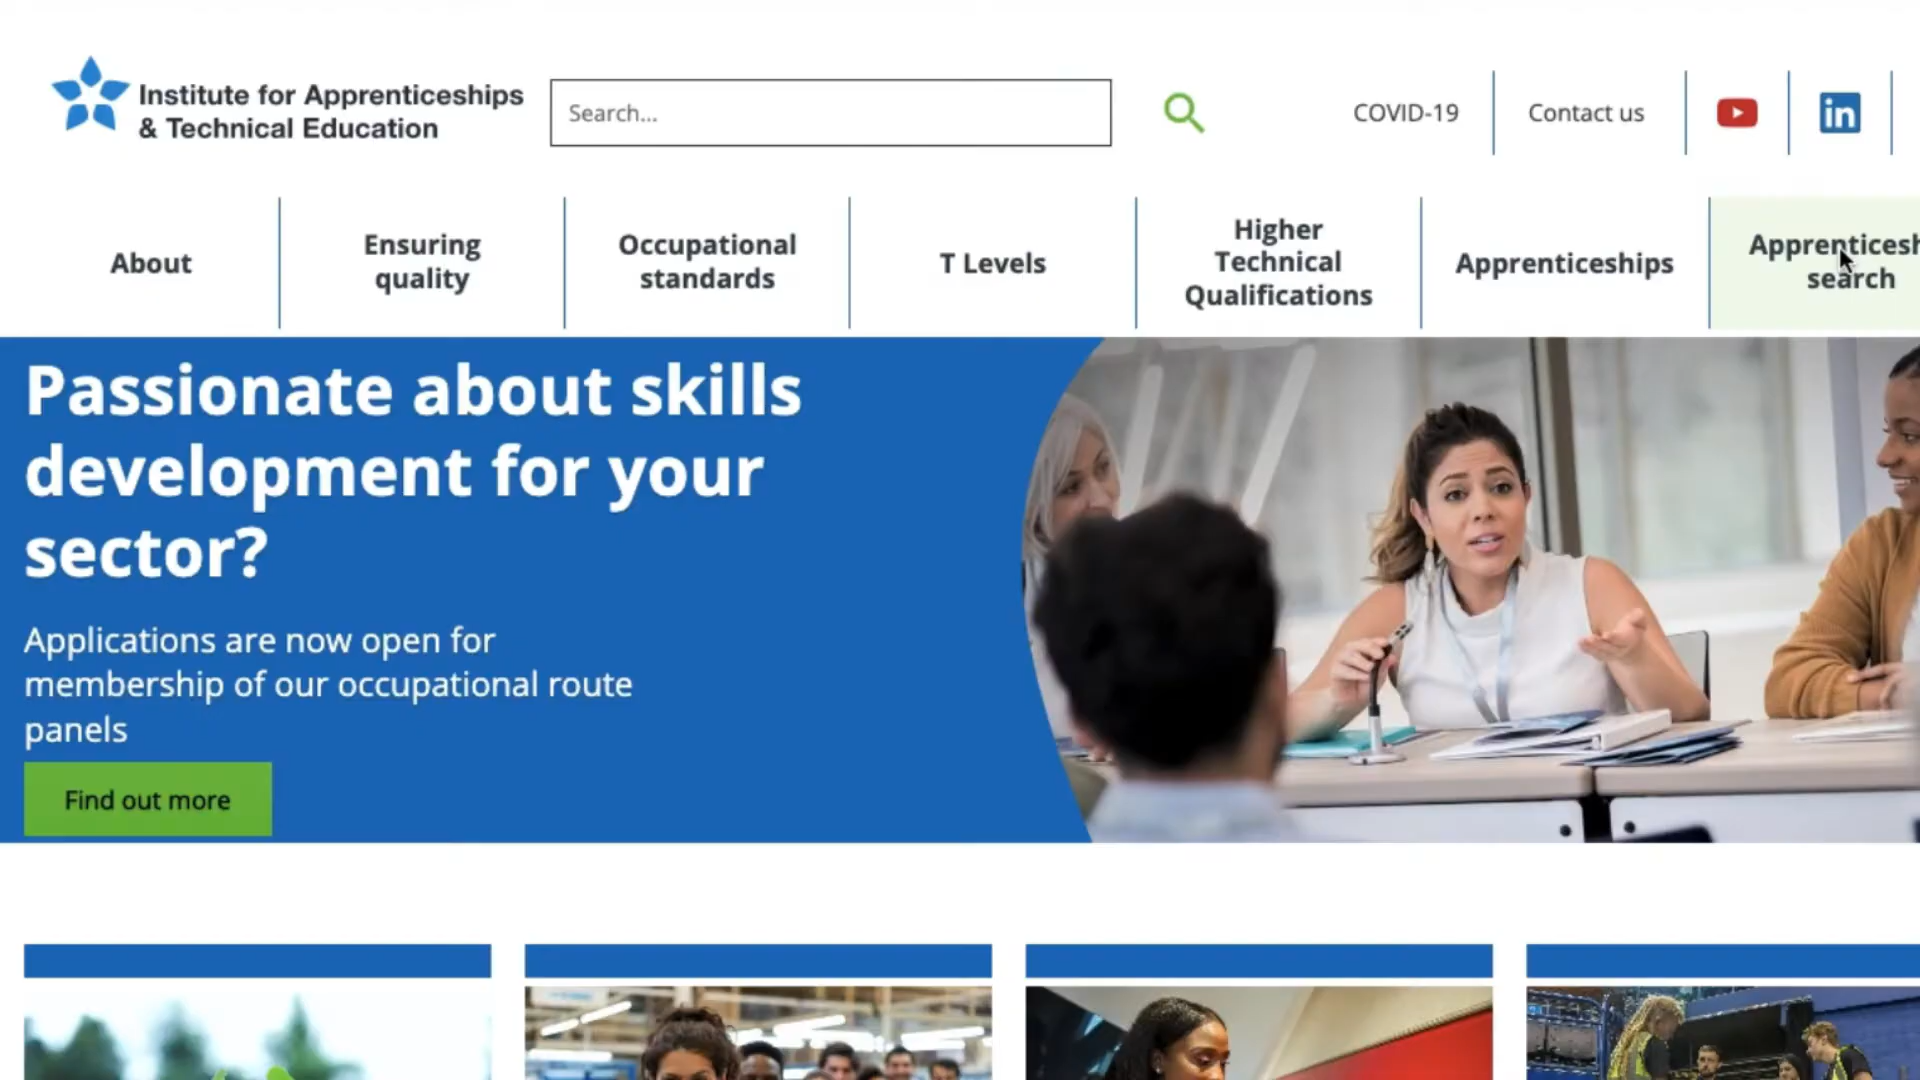 Institute for Apprenticeships
& Technical Education
Search...
COVID-19
Contact us
in
About
Ensuring
quality
Occupational
standards
T Levels
Higher
Technical
Qualifications
Apprenticeships
Apprenticesh
search
Passionate about skills
development for your
sector?
Applications are now open for
membership of our occupational route
panels
Find out more